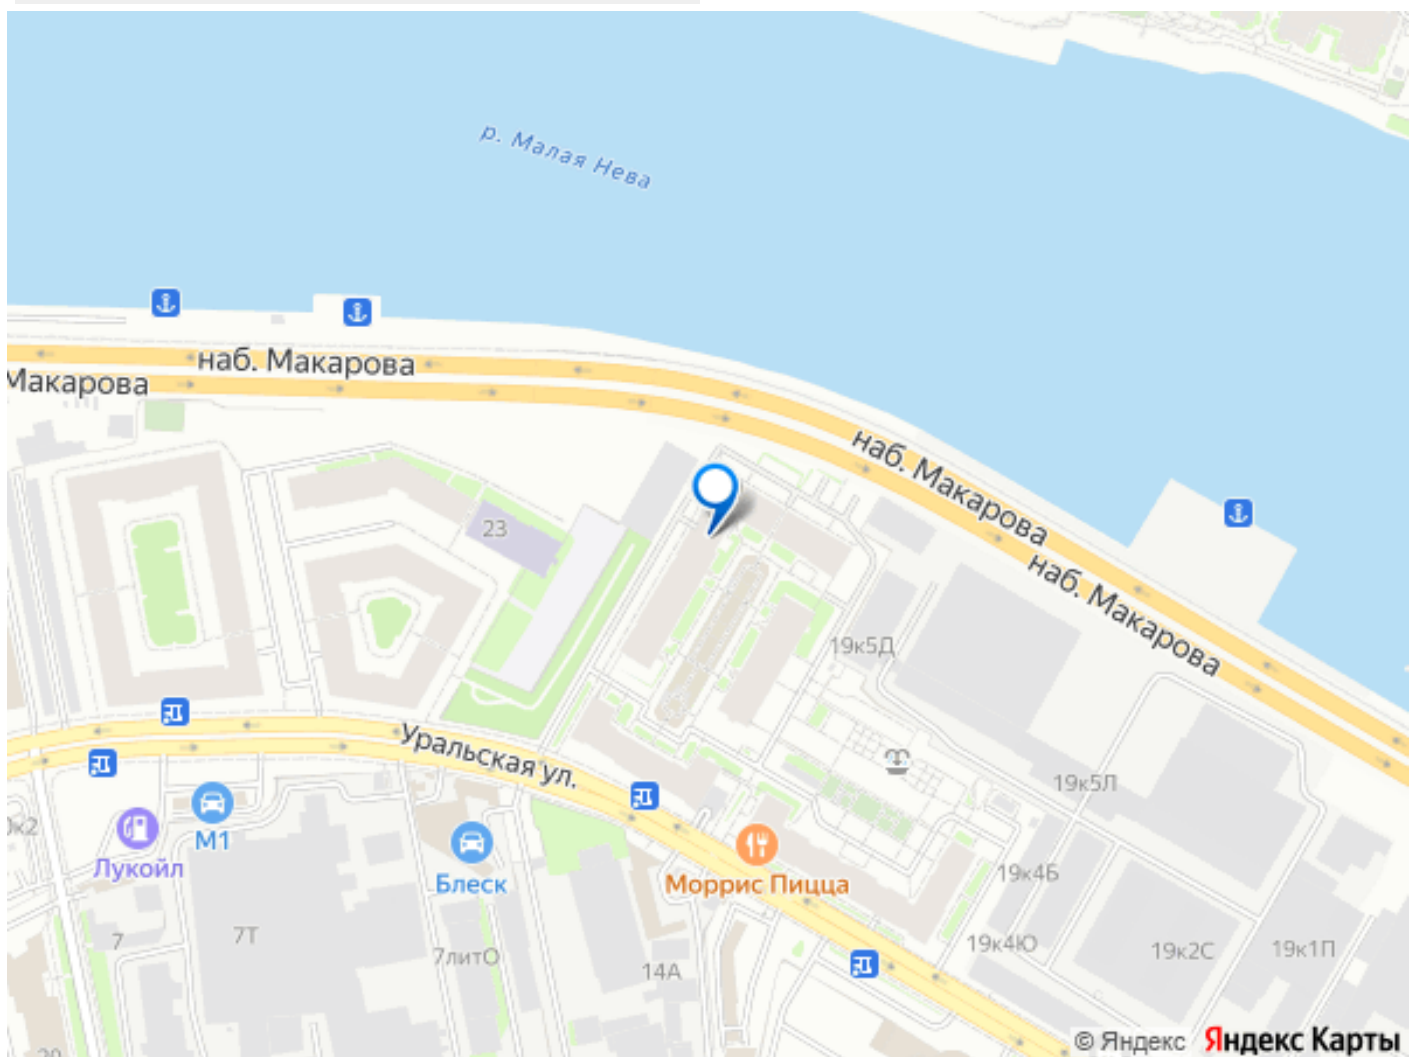 р. Малая Нева
наб. Макарова
Макарова
наб. Макарова
наб. Макарова
23
19к5Д
Уральская ул.
19к5Л
М1
Лукойл
Блеск
Моррис Пицца
19к4Б
7
7Т
7литО
14А
19к4Ю
19к2С
19к1П
© Яндекс Яндекс Карты